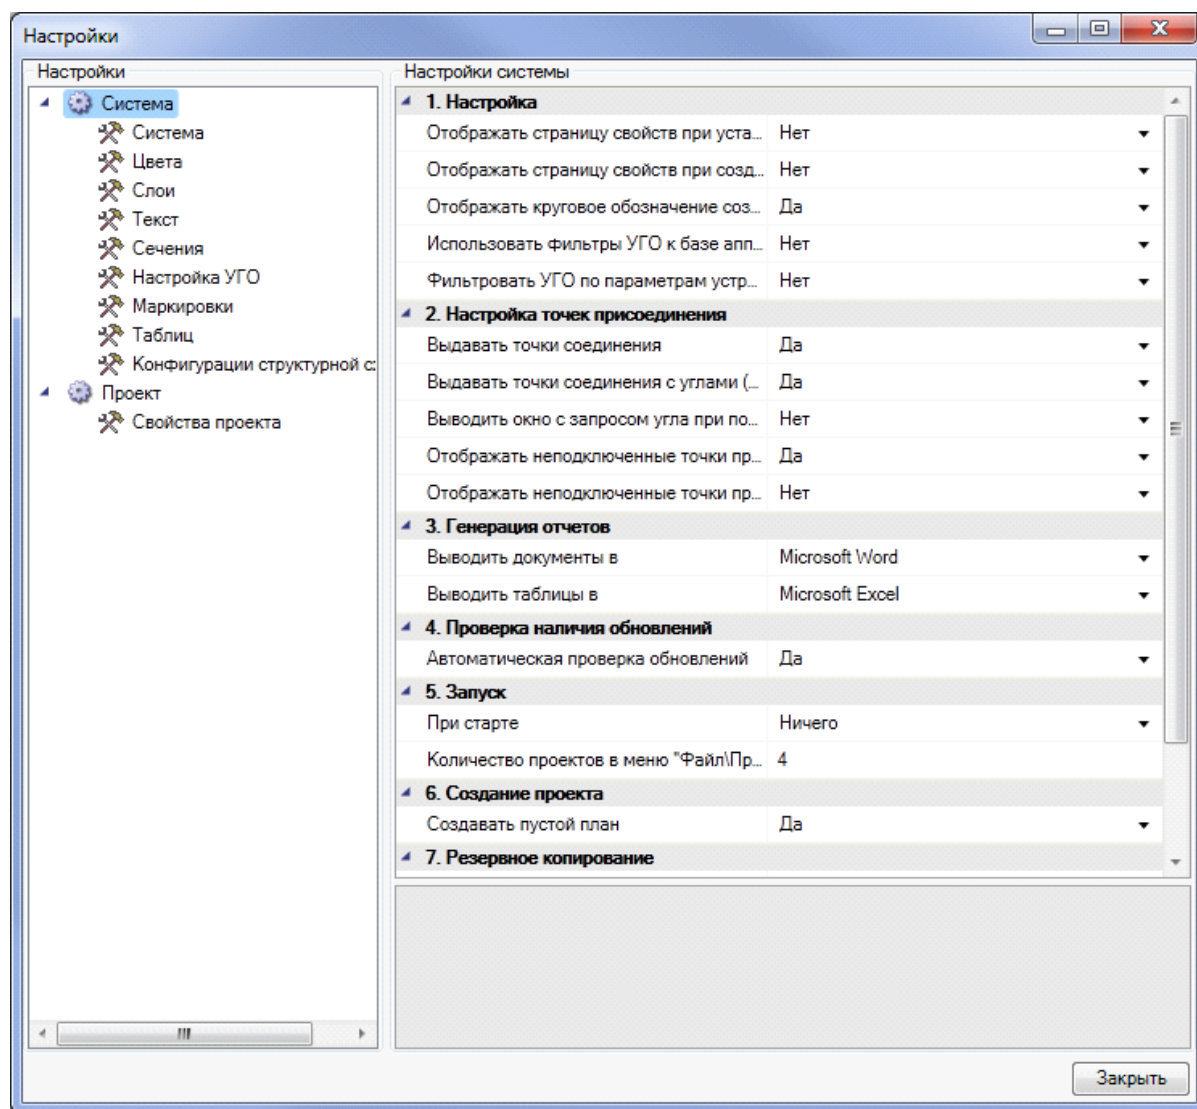 Настройки
Настройки
Система
Система
Цвета
Слои
Текст
Сечения
Настройка УГО
Маркировки
Таблиц
Конфигурации структурной с
Проект
Свойства проекта
Настройки системы
1. Настройка
Отображать страницу свойств при уста... Нет
Отображать страницу свойств при созд... Нет
Отображать круговое обозначение соз... Да
Использовать фильтры УГО к базе апп... Нет
Фильтровать УГО по параметрам устр... Нет
2. Настройка точек присоединения
Выдавать точки соединения Да
Выдавать точки соединения с углами (... Да
Выводить окно с запросом угла при по... Нет
Отображать неподключенные точки пр... Да
Отображать неподключенные точки пр... Нет
3. Генерация отчетов
Выводить документы в Microsoft Word
Выводить таблицы в Microsoft Excel
4. Проверка наличия обновлений
Автоматическая проверка обновлений Да
5. Запуск
При старте Ничего
Количество проектов в меню "Файл\Пр... 4
6. Создание проекта
Создавать пустой план Да
7. Резервное копирование
Закрыть